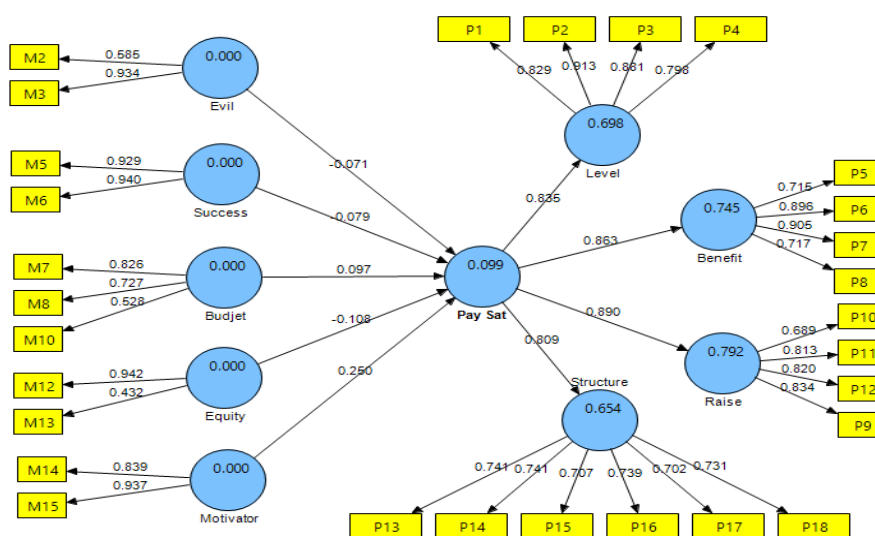 P1 P2 P3 P4
0.829 0.913 0.881 0.798
0.698
Level
M2 0.585
M3 0.934
0.000
Evil
-0.071
M5 0.929
M6 0.940
0.000
Success
-0.079
0.835
M7 0.826
M8 0.727
M10 0.528
0.000
Budjet
0.097
0.099
Pay Sat
0.863
0.745
Benefit
0.715 P5
0.896 P6
0.905 P7
0.717 P8
M12 0.942
M13 0.432
0.000
Equity
-0.108
0.890
0.792
Raise
0.689 P10
0.813 P11
0.820 P12
0.834 P9
M14 0.839
M15 0.937
0.000
Motivator
0.250
0.809
Structure
0.654
0.741 0.741 0.707 0.739 0.702 0.731
P13 P14 P15 P16 P17 P18